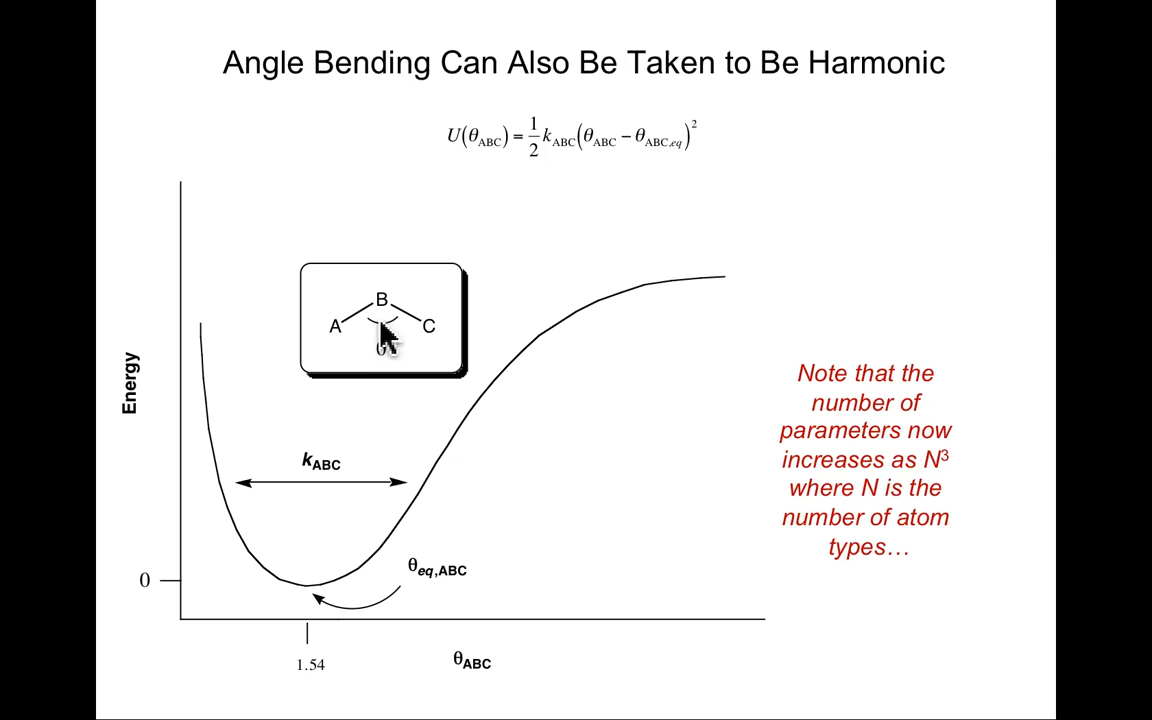 Angle Bending Can Also Be Taken to Be Harmonic
U(θABC) = 1/2 kABC(θABC − θABC,eq)²
B
A C
θ
Energy
kABC
θeq,ABC
0
1.54
θABC
Note that the
number of
parameters now
increases as N³
where N is the
number of atom
types…